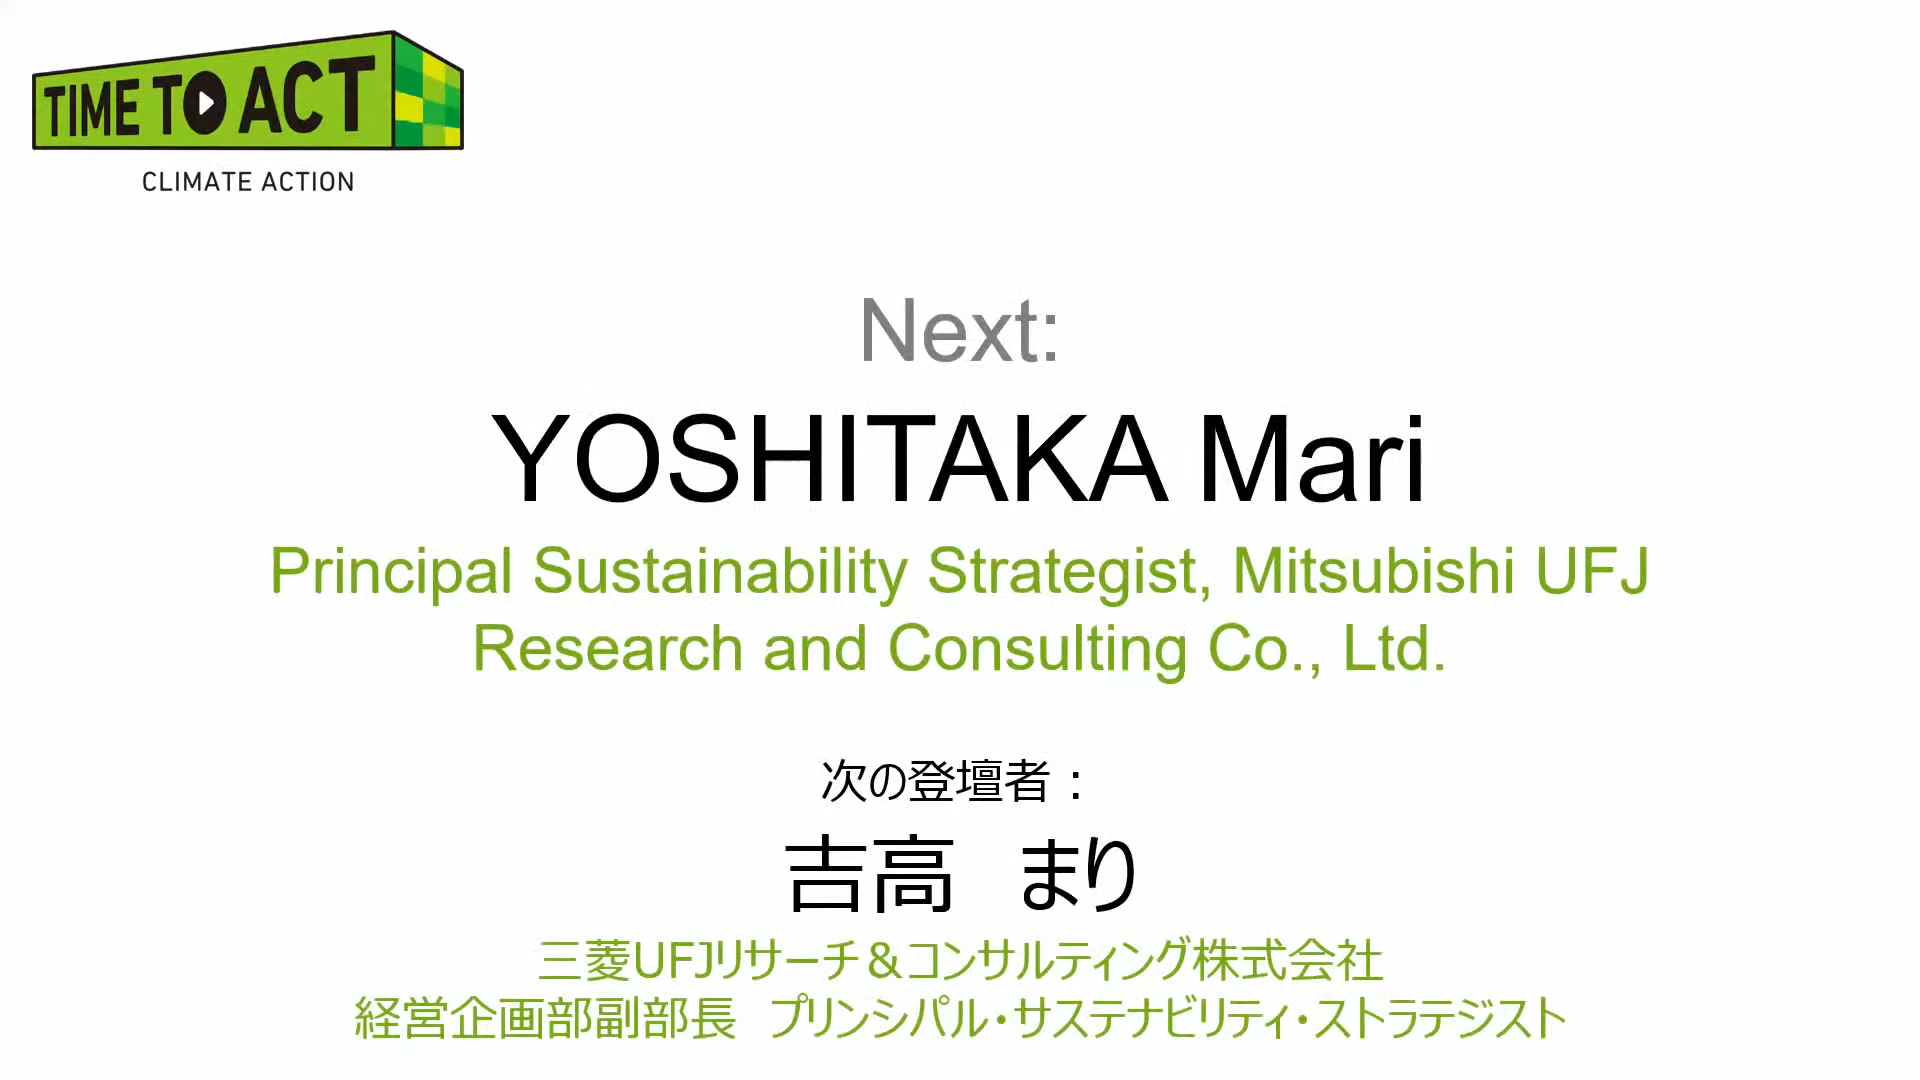 TIME TO ACT
CLIMATE ACTION
Next:
YOSHITAKA Mari
Principal Sustainability Strategist, Mitsubishi UFJ
Research and Consulting Co., Ltd.
次の登壇者：
吉高　まり
三菱UFJリサーチ＆コンサルティング株式会社
経営企画部副部長　プリンシパル・サステナビリティ・ストラテジスト